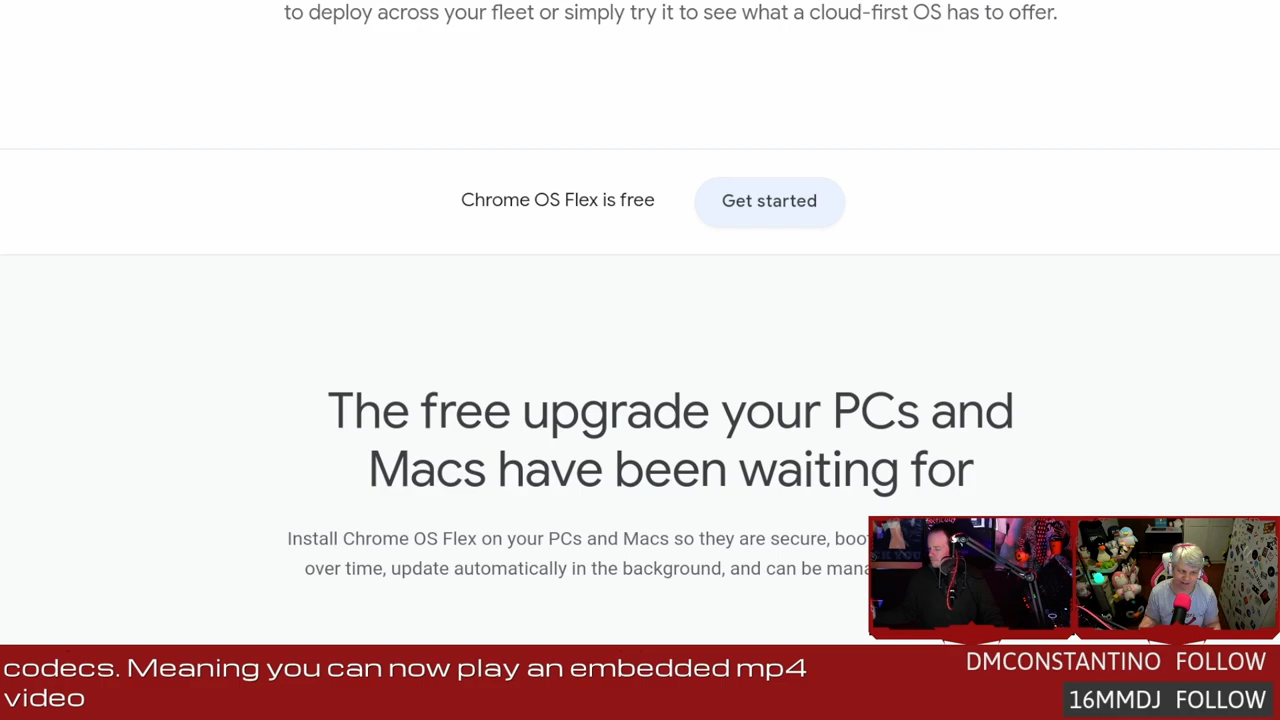 to deploy across your fleet or simply try it to see what a cloud-first OS has to offer.
Chrome OS Flex is free
Get started
The free upgrade your PCs and
Macs have been waiting for
Install Chrome OS Flex on your PCs and Macs so they are secure,
over time, update automatically in the background, and can be
codecs. Meaning you can now play an embedded mp4
video
DMCONSTANTINO FOLLOW
16MMDJ FOLLOW